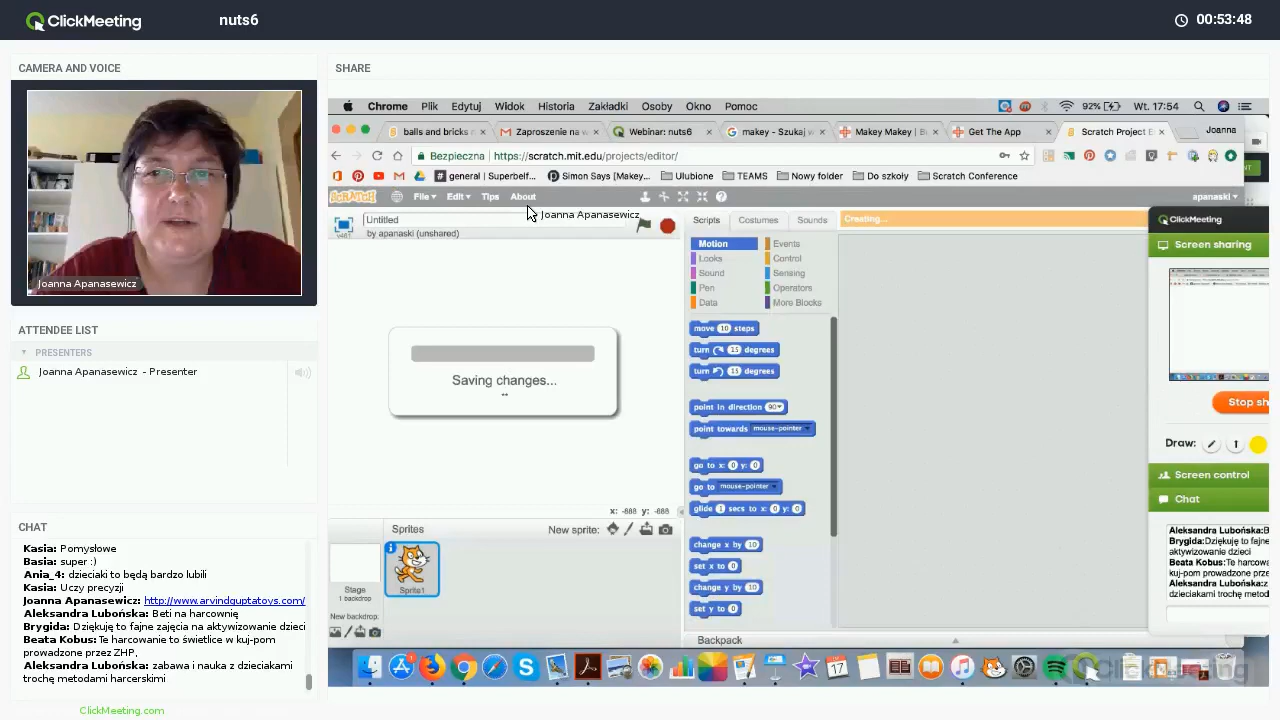 ClickMeeting
nuts6
00:53:48
CAMERA AND VOICE
Joanna Apanasewicz
ATTENDEE LIST
PRESENTERS
Joanna Apanasewicz - Presenter
CHAT
Kasia: Pomysłowe
Basia: super :)
Ania_4: dzieciaki to będą bardzo lubili
Kasia: Uczy precyzji
Joanna Apanasewicz: http://www.arvindguptatoys.com/
Aleksandra Lubońska: Beti na harcownię
Brygida: Dziękuję to fajne zajęcia na aktywizowanie dzieci
Beata Kobus: Te harcowanie to świetlice w kuj-pom
prowadzone przez ZHP,
Aleksandra Lubońska: zabawa i nauka z dzieciakami
trochę metodami harcerskimi
ClickMeeting.com
SHARE
Chrome Plik Edytuj Widok Historia Zakładki Osoby Okno Pomoc
92% Wt. 17:54
balls and bricks
Zaproszenie na w
Webinar: nuts6
makey - Szukaj w
Makey Makey | Bu
Get The App
Scratch Project E
Joanna
Bezpieczna https://scratch.mit.edu/projects/editor/
general | Superbelf...
Simon Says [Makey...
Ulubione
TEAMS
Nowy folder
Do szkoły
Scratch Conference
SCRATCH
File Edit Tips About
apanaski
Joanna Apanasewicz
v461
Untitled
by apanaski (unshared)
Saving changes...
x: -888 y: -888
Sprites
New sprite:
Stage
1 backdrop
New backdrop:
Sprite1
Scripts Costumes Sounds
Creating...
Motion Events
Looks Control
Sound Sensing
Pen Operators
Data More Blocks
move 10 steps
turn 15 degrees
turn 15 degrees
point in direction 90
point towards mouse-pointer
go to x: 0 y: 0
go to mouse-pointer
glide 1 secs to x: 0 y: 0
change x by 10
set x to 0
change y by 10
set y to 0
Backpack
ClickMeeting
Screen sharing
Stop sh
Draw:
Screen control
Chat
Aleksandra Lubońska:B
Brygida:Dziękuję to fajne
aktywizowanie dzieci
Beata Kobus:Te harcowa
kuj-pom prowadzone prze
Aleksandra Lubońska:z
dzieciakami trochę metod
17
ClickMeeting